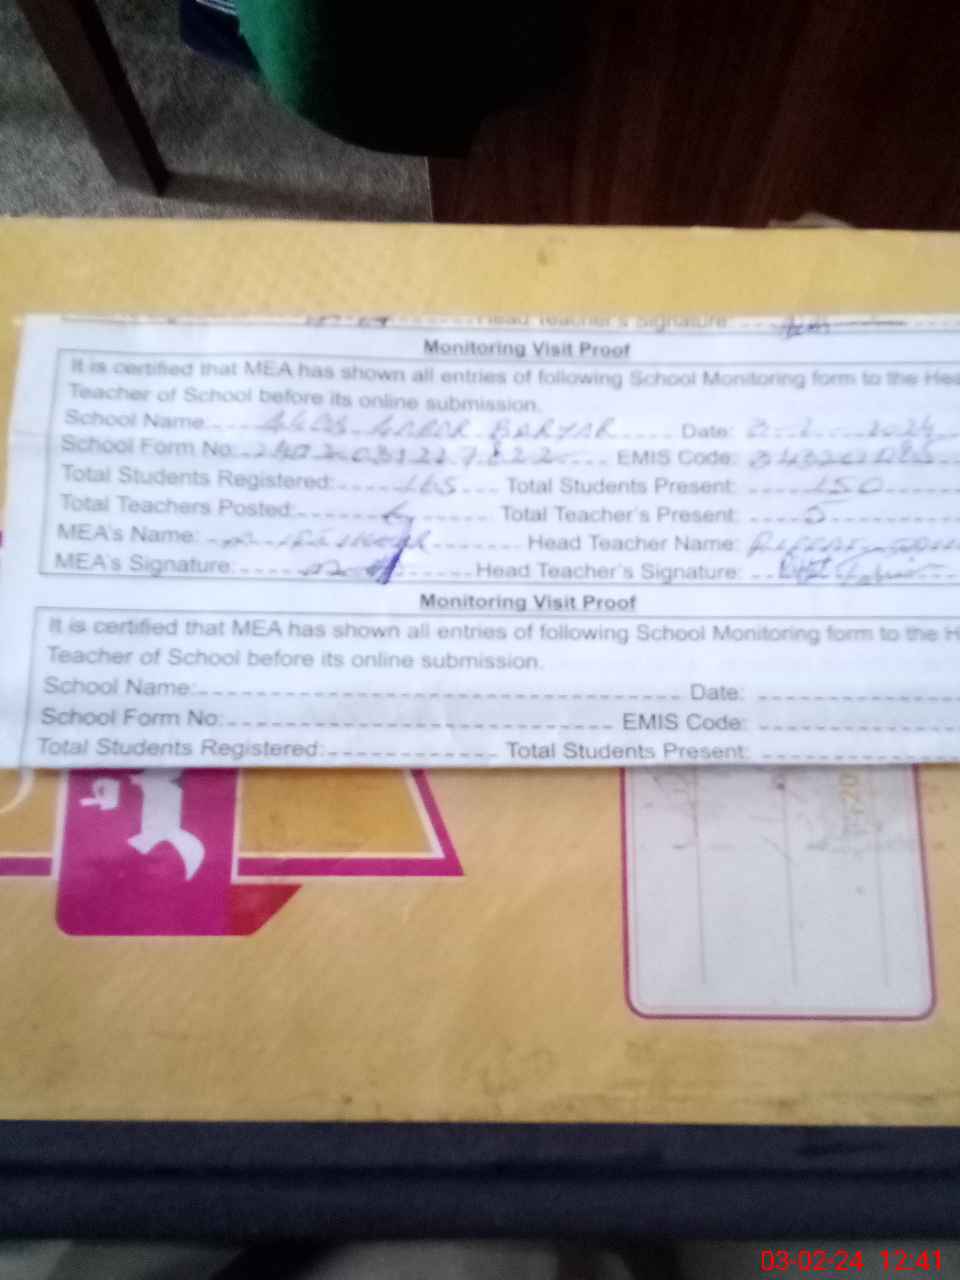 Head Teacher's Signature:
Monitoring Visit Proof
It is certified that MEA has shown all entries of following School Monitoring form to the Hea
Teacher of School before its online submission.
School Name: BARYAR Date: 3-2-2024
School Form No: EMIS Code:
Total Students Registered: 165 Total Students Present: 150
Total Teachers Posted: 6 Total Teacher's Present: 5
MEA's Name: Head Teacher Name:
MEA's Signature: Head Teacher's Signature:
Monitoring Visit Proof
It is certified that MEA has shown all entries of following School Monitoring form to the H
Teacher of School before its online submission.
School Name: Date:
School Form No: EMIS Code:
Total Students Registered: Total Students Present:
03-02-24 12:41